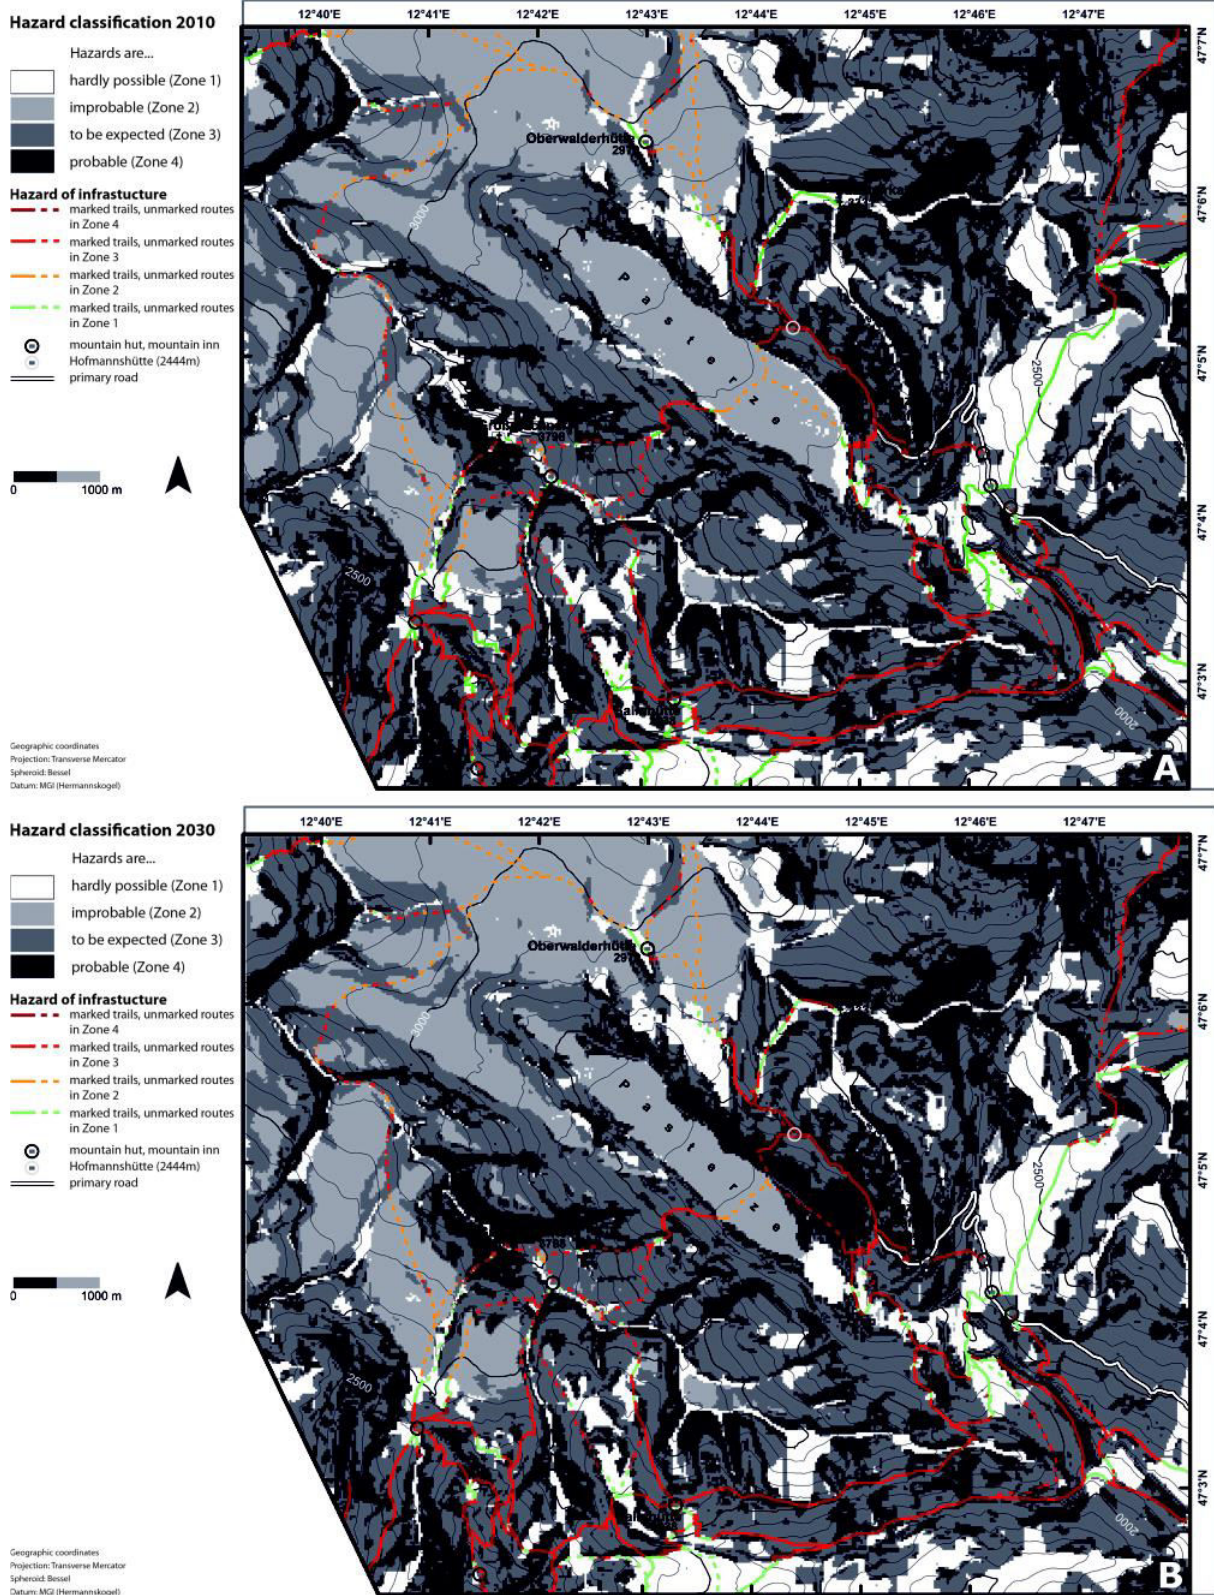 12°40'E 12°41'E 12°42'E 12°43'E 12°44'E 12°45'E 12°46'E 12°47'E
Hazard classification 2010
Hazards are...
hardly possible (Zone 1)
improbable (Zone 2)
to be expected (Zone 3)
probable (Zone 4)
Hazard of infrastucture
marked trails, unmarked routes
in Zone 4
marked trails, unmarked routes
in Zone 3
marked trails, unmarked routes
in Zone 2
marked trails, unmarked routes
in Zone 1
mountain hut, mountain inn
Hofmannshütte (2444m)
primary road
0 1000 m
Geographic coordinates
Projection: Transverse Mercator
Spheroid: Bessel
Datum: MGI (Hermannskogel)
Oberwalderhütte
3000
P a s t e r z e
3798
2500
2500
2000
47°7'N
47°6'N
47°5'N
47°4'N
47°3'N
A
12°40'E 12°41'E 12°42'E 12°43'E 12°44'E 12°45'E 12°46'E 12°47'E
Hazard classification 2030
Hazards are...
hardly possible (Zone 1)
improbable (Zone 2)
to be expected (Zone 3)
probable (Zone 4)
Hazard of infrastucture
marked trails, unmarked routes
in Zone 4
marked trails, unmarked routes
in Zone 3
marked trails, unmarked routes
in Zone 2
marked trails, unmarked routes
in Zone 1
mountain hut, mountain inn
Hofmannshütte (2444m)
primary road
0 1000 m
Geographic coordinates
Projection: Transverse Mercator
Spheroid: Bessel
Datum: MGI (Hermannskogel)
Oberwalderhütte
3000
P a s t e r z e
2500
2500
2000
47°7'N
47°6'N
47°5'N
47°4'N
47°3'N
B